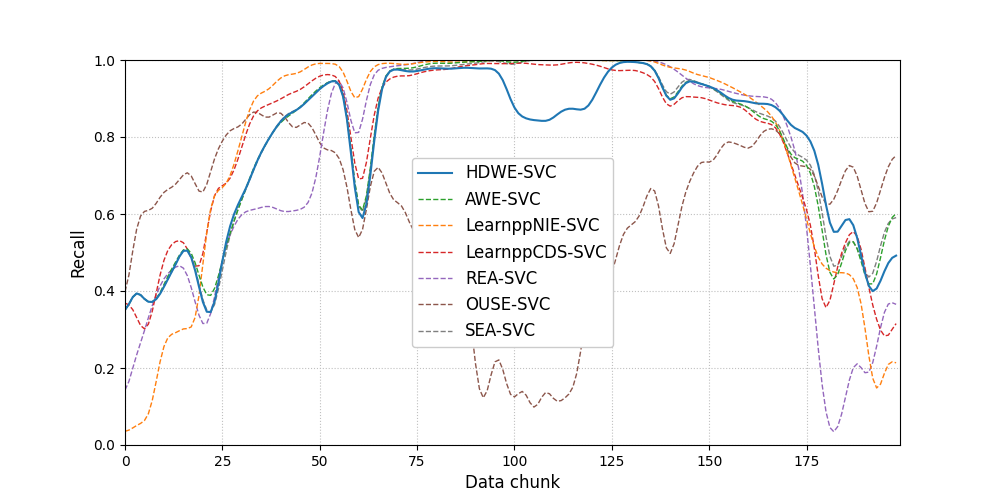 1.0
0.8
0.6
0.4
0.2
0.0
Recall
HDWE-SVC
AWE-SVC
LearnppNIE-SVC
LearnppCDS-SVC
REA-SVC
OUSE-SVC
SEA-SVC
0 25 50 75 100 125 150 175
Data chunk